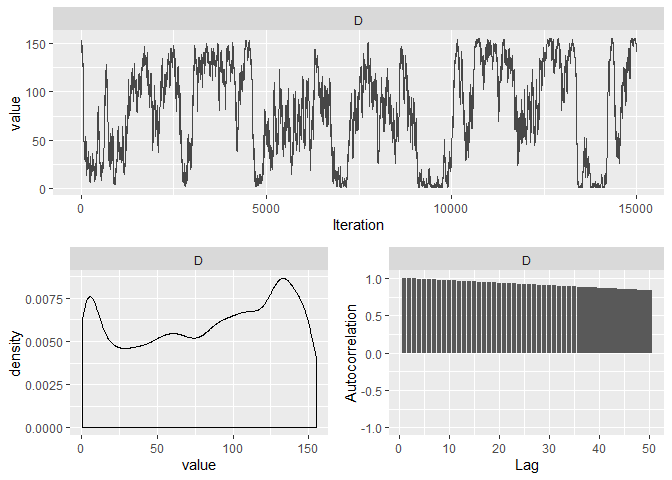 D
value
150
100
50
0
0 5000 10000 15000
Iteration
D
density
0.0075
0.0050
0.0025
0.0000
0 50 100 150
value
D
Autocorrelation
1.0
0.5
0.0
-0.5
-1.0
0 10 20 30 40 50
Lag